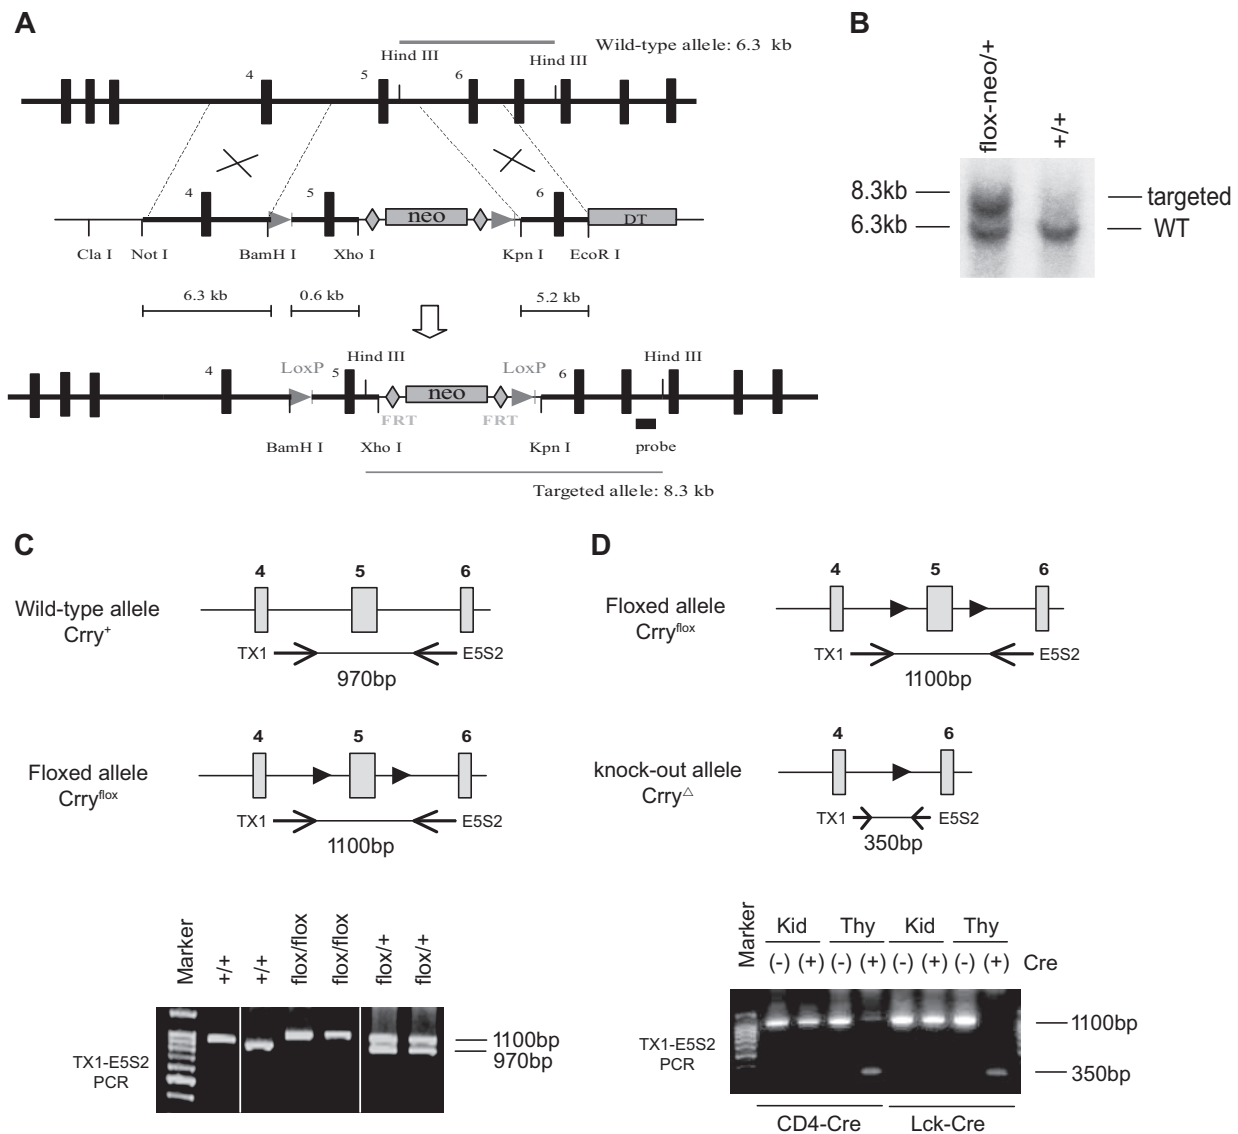 A
Wild-type allele: 6.3 kb
Hind III
Hind III
4
5
6
4
5
neo
6
DT
Cla I
Not I
BamH I
Xho I
Kpn I
EcoR I
6.3 kb
0.6 kb
5.2 kb
4
LoxP
5
Hind III
neo
LoxP
6
Hind III
FRT
FRT
BamH I
Xho I
Kpn I
probe
Targeted allele: 8.3 kb
B
flox-neo/+
+/+
8.3kb
targeted
6.3kb
WT
C
4
5
6
Wild-type allele
Crry+
TX1
E5S2
970bp
4
5
6
Floxed allele
Crryflox
TX1
E5S2
1100bp
Marker
+/+
+/+
flox/flox
flox/flox
flox/+
flox/+
TX1-E5S2
PCR
1100bp
970bp
D
4
5
6
Floxed allele
Crryflox
TX1
E5S2
1100bp
4
6
knock-out allele
Crry△
TX1
E5S2
350bp
Marker
Kid Thy Kid Thy
(-) (+) (-) (+) (-) (+) (-) (+) Cre
TX1-E5S2
PCR
1100bp
350bp
CD4-Cre
Lck-Cre